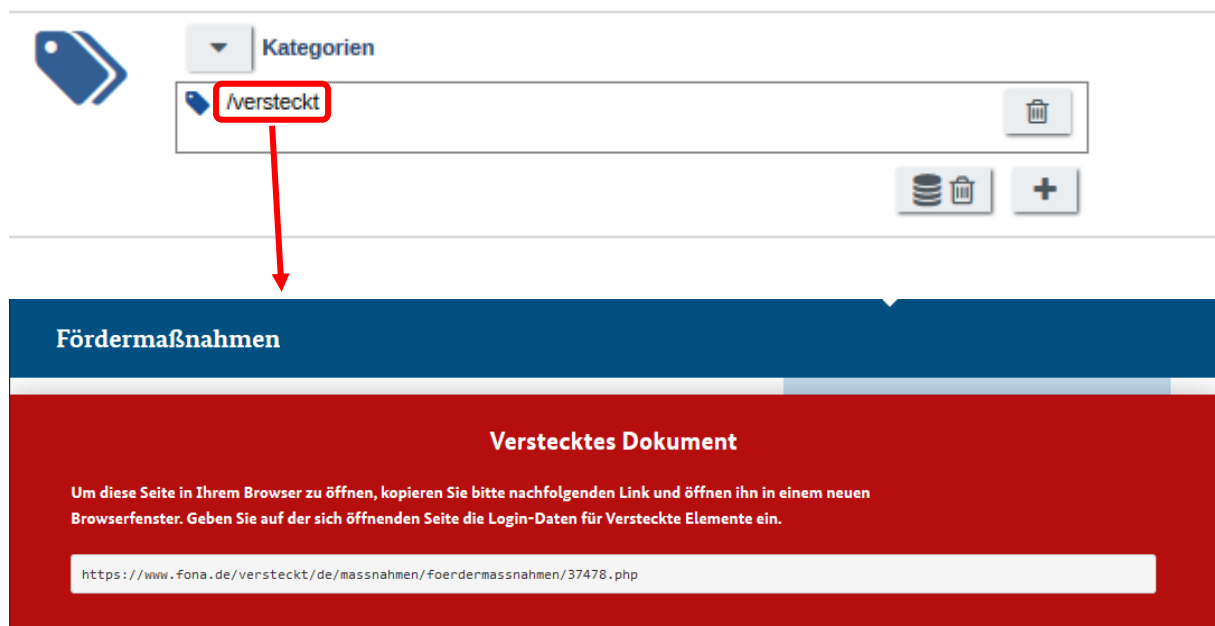 Kategorien
/versteckt
Fördermaßnahmen
Verstecktes Dokument
Um diese Seite in Ihrem Browser zu öffnen, kopieren Sie bitte nachfolgenden Link und öffnen ihn in einem neuen
Browserfenster. Geben Sie auf der sich öffnenden Seite die Login-Daten für Versteckte Elemente ein.
https://www.fona.de/versteckt/de/massnahmen/foerdermassnahmen/37478.php